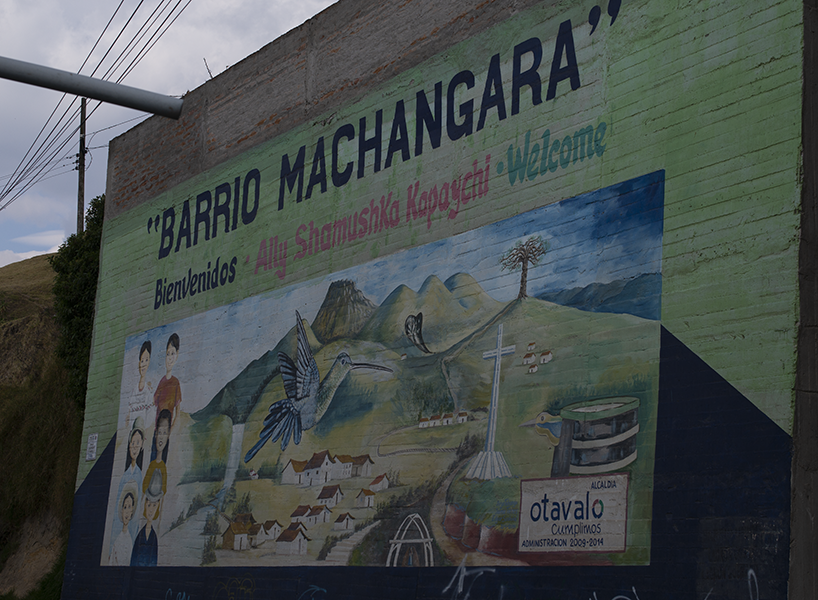 "BARRIO MACHANGARA"
Bienvenidos - Ally Shamushka Kapaychi · Welcome
ALCALDIA
otavalo
Cumplimos
ADMINISTRACION 2009-2014